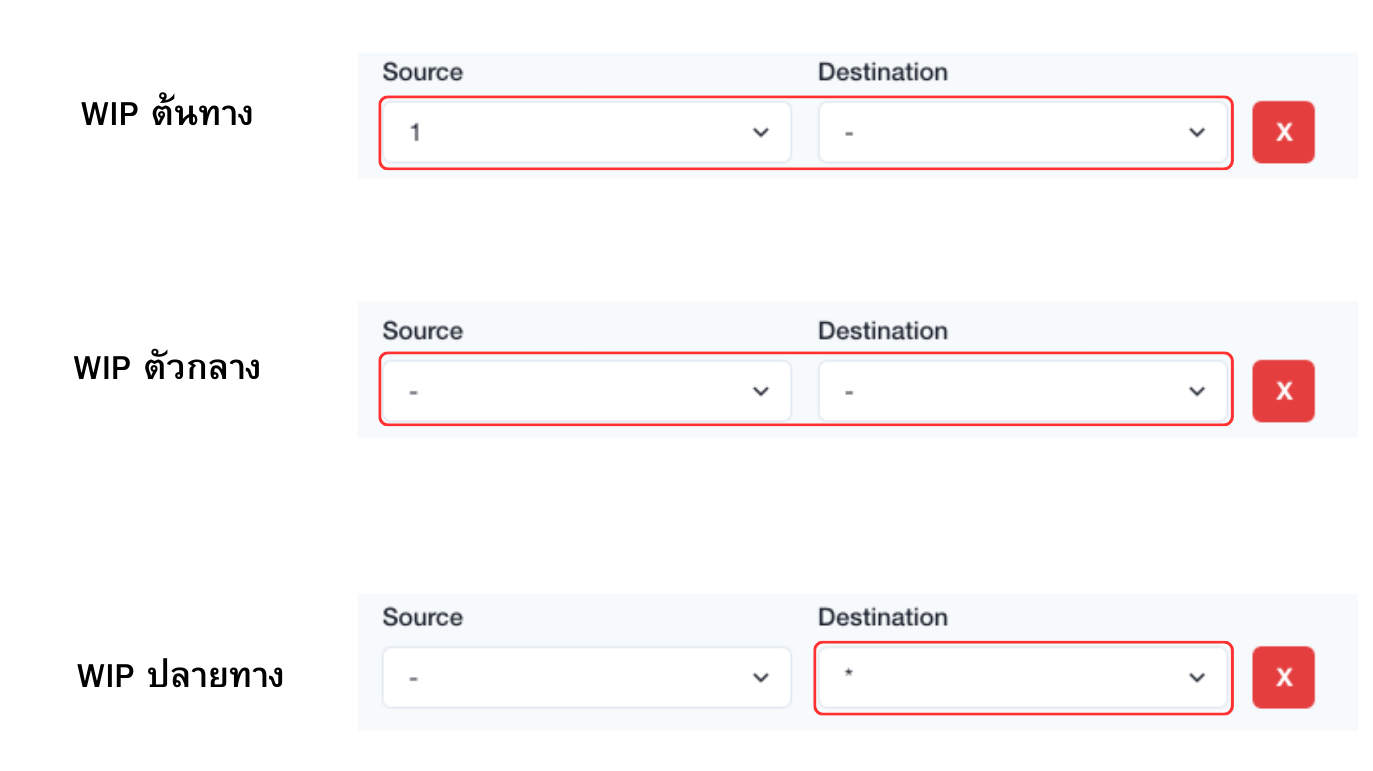 Source Destination
WIP ต้นทาง
1 - X
Source Destination
WIP ตัวกลาง
- - X
Source Destination
WIP ปลายทาง
- * X